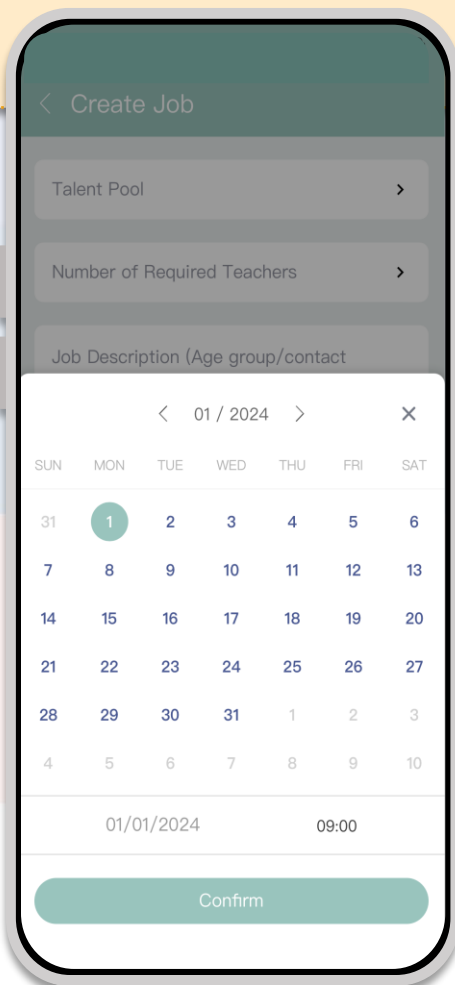 Create Job
Talent Pool
Number of Required Teachers
Job Description (Age group/contact
01 / 2024
SUN MON TUE WED THU FRI SAT
31 1 2 3 4 5 6
7 8 9 10 11 12 13
14 15 16 17 18 19 20
21 22 23 24 25 26 27
28 29 30 31 1 2 3
4 5 6 7 8 9 10
01/01/2024 09:00
Confirm